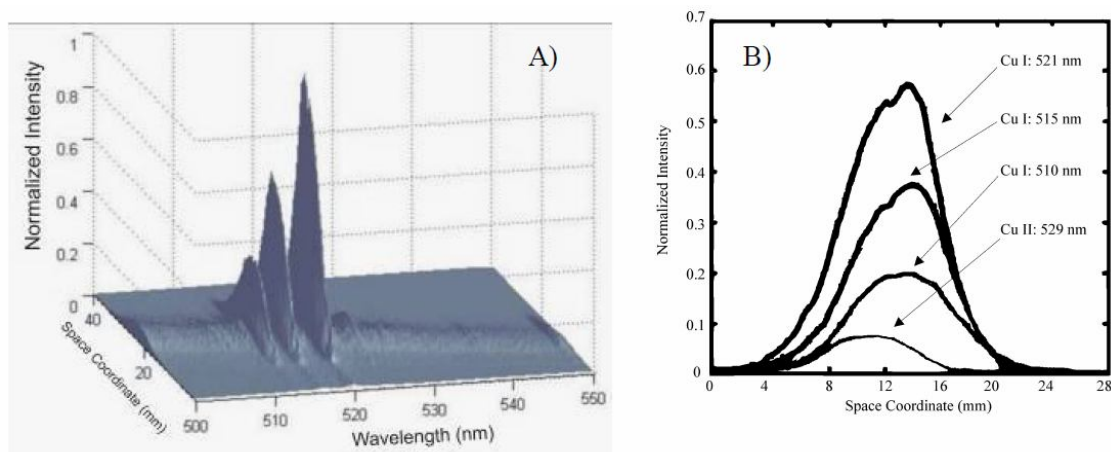 A)
Normalized Intensity
1
0.8
0.6
0.4
0.2
0
40
20
Space Coordinate (mm)
500
510
520
530
540
550
Wavelength (nm)
B)
Normalized Intensity
0.7
0.6
0.5
0.4
0.3
0.2
0.1
0
0 4 8 12 16 20 24 28
Space Coordinate (mm)
Cu I: 521 nm
Cu I: 515 nm
Cu I: 510 nm
Cu II: 529 nm